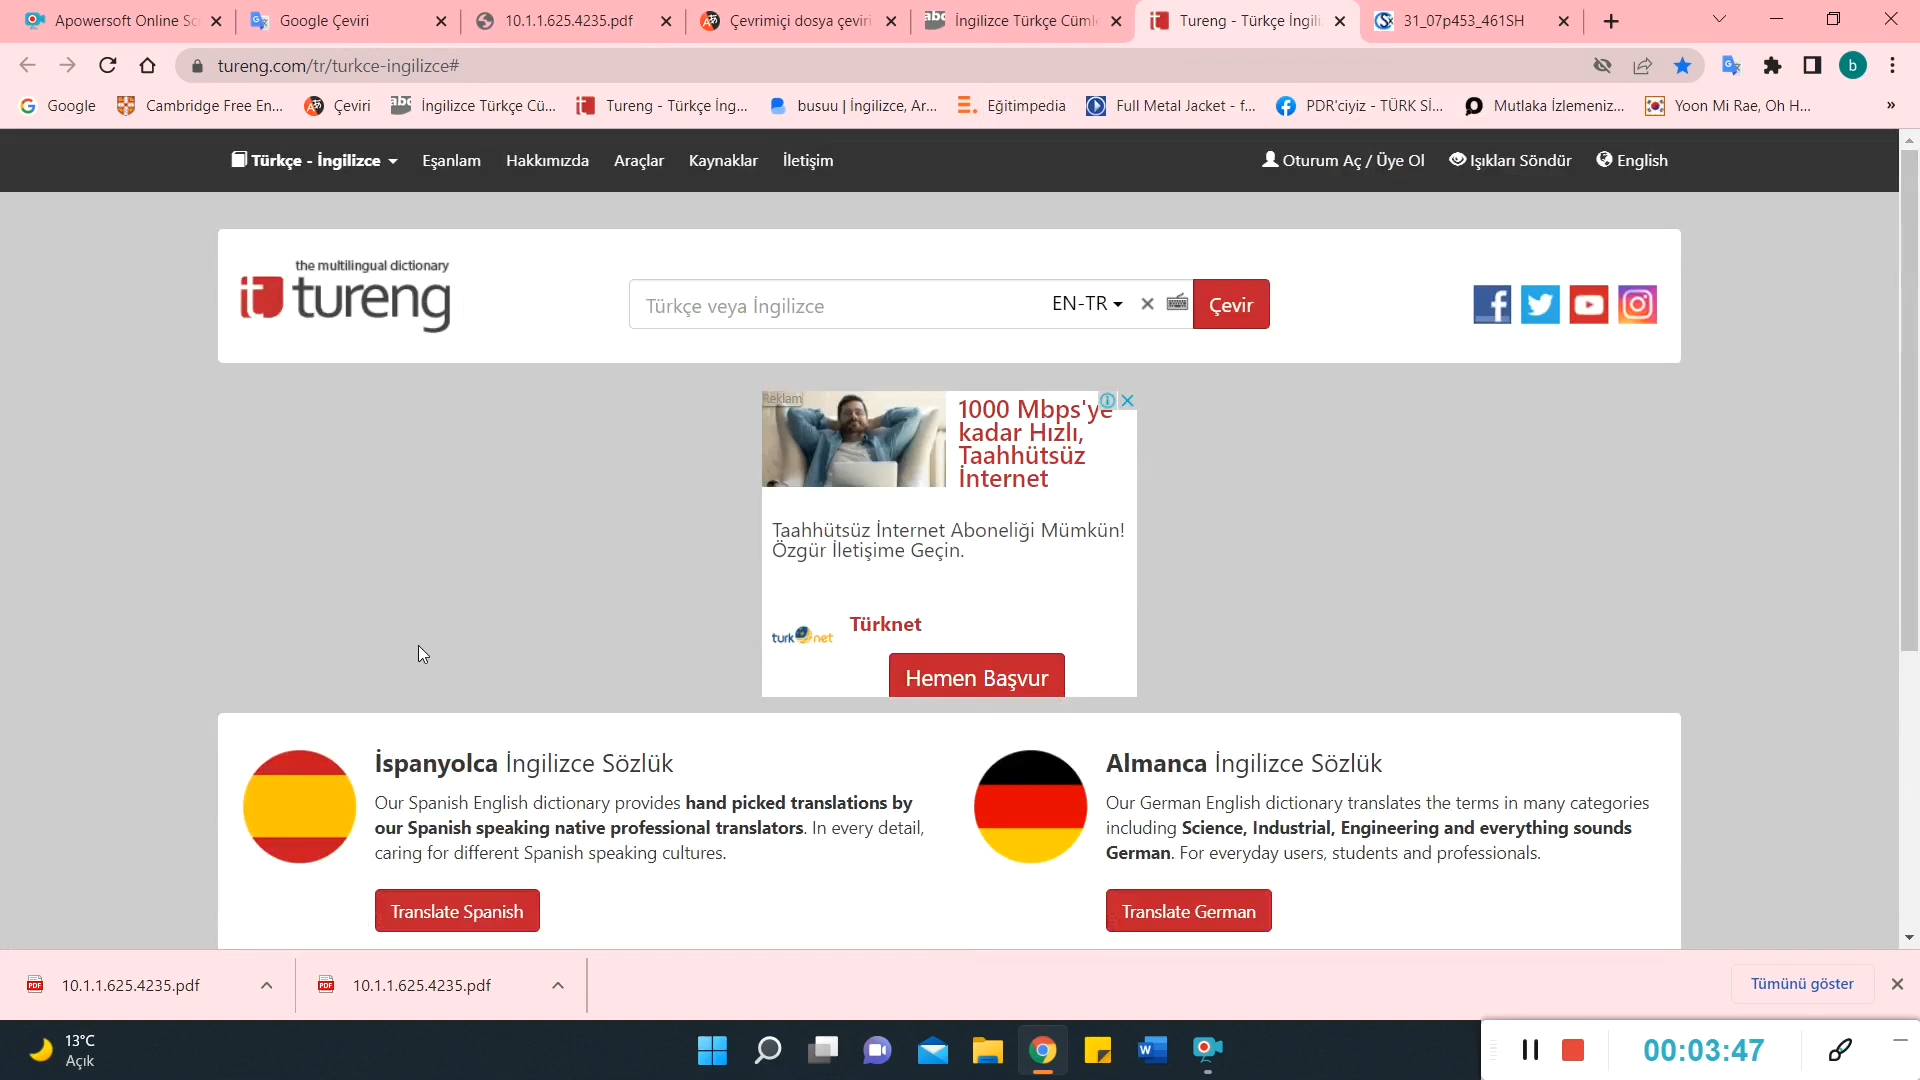 Apowersoft Online Sc
Google Çeviri
10.1.1.625.4235.pdf
Çevrimiçi dosya çeviri
İngilizce Türkçe Cümle
Tureng - Türkçe İngili
31_07p453_461SH
tureng.com/tr/turkce-ingilizce#
b
Google
Cambridge Free En...
Çeviri
İngilizce Türkçe Cü...
Tureng - Türkçe İng...
busuu | İngilizce, Ar...
Eğitimpedia
Full Metal Jacket - f...
PDR'ciyiz - TÜRK Sİ...
Mutlaka İzlemeniz...
Yoon Mi Rae, Oh H...
»
Türkçe - İngilizce
Eşanlam
Hakkımızda
Araçlar
Kaynaklar
İletişim
Oturum Aç / Üye Ol
Işıkları Söndür
English
the multilingual dictionary
tureng
Türkçe veya İngilizce
EN-TR
Çevir
Reklam
1000 Mbps'ye
kadar Hızlı,
Taahhütsüz
İnternet
Taahhütsüz İnternet Aboneliği Mümkün!
Özgür İletişime Geçin.
turk net
Türknet
Hemen Başvur
İspanyolca İngilizce Sözlük
Our Spanish English dictionary provides hand picked translations by
our Spanish speaking native professional translators. In every detail,
caring for different Spanish speaking cultures.
Translate Spanish
Almanca İngilizce Sözlük
Our German English dictionary translates the terms in many categories
including Science, Industrial, Engineering and everything sounds
German. For everyday users, students and professionals.
Translate German
10.1.1.625.4235.pdf
10.1.1.625.4235.pdf
Tümünü göster
13°C
Açık
00:03:47